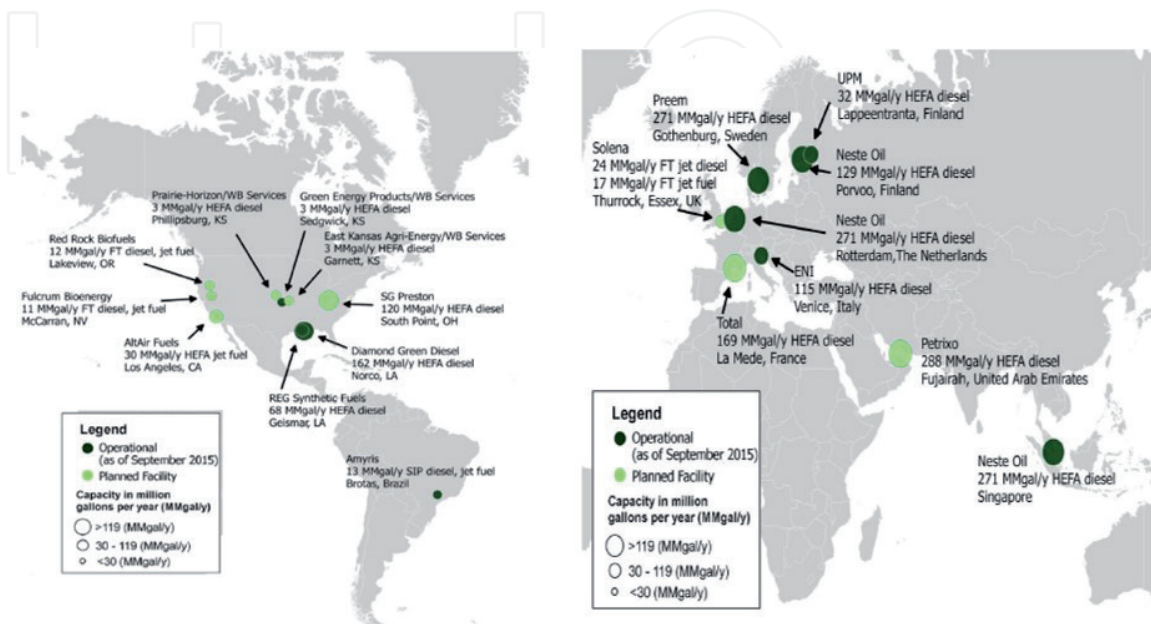 Prairie-Horizon/WB Services
3 MMgal/y HEFA diesel
Phillipsburg, KS
Green Energy Products/WB Services
3 MMgal/y HEFA diesel
Sedgwick, KS
East Kansas Agri-Energy/WB Services
3 MMgal/y HEFA diesel
Garnett, KS
Red Rock Biofuels
12 MMgal/y FT diesel, jet fuel
Lakeview, OR
Fulcrum Bioenergy
11 MMgal/y FT diesel, jet fuel
McCarran, NV
AltAir Fuels
30 MMgal/y HEFA jet fuel
Los Angeles, CA
SG Preston
120 MMgal/y HEFA diesel
South Point, OH
Diamond Green Diesel
162 MMgal/y HEFA diesel
Norco, LA
REG Synthetic Fuels
68 MMgal/y HEFA diesel
Geismar, LA
Amyris
13 MMgal/y SIP diesel, jet fuel
Brotas, Brazil
Legend
Operational
(as of September 2015)
Planned Facility
Capacity in million
gallons per year (MMgal/y)
>119 (MMgal/y)
30 - 119 (MMgal/y)
<30 (MMgal/y)
UPM
32 MMgal/y HEFA diesel
Lappeentranta, Finland
Preem
271 MMgal/y HEFA diesel
Gothenburg, Sweden
Solena
24 MMgal/y FT jet diesel
17 MMgal/y FT jet fuel
Thurrock, Essex, UK
Neste Oil
129 MMgal/y HEFA diesel
Porvoo, Finland
Neste Oil
271 MMgal/y HEFA diesel
Rotterdam,The Netherlands
ENI
115 MMgal/y HEFA diesel
Venice, Italy
Total
169 MMgal/y HEFA diesel
La Mede, France
Petrixo
288 MMgal/y HEFA diesel
Fujairalh, United Arab Emirates
Neste Oil
271 MMgal/y HEFA diesel
Singapore
Legend
Operational
(as of September 2015)
Planned Facility
Capacity in million
gallons per year (MMgal/y)
>119 (MMgal/y)
30 - 119 (MMgal/y)
<30 (MMgal/y)